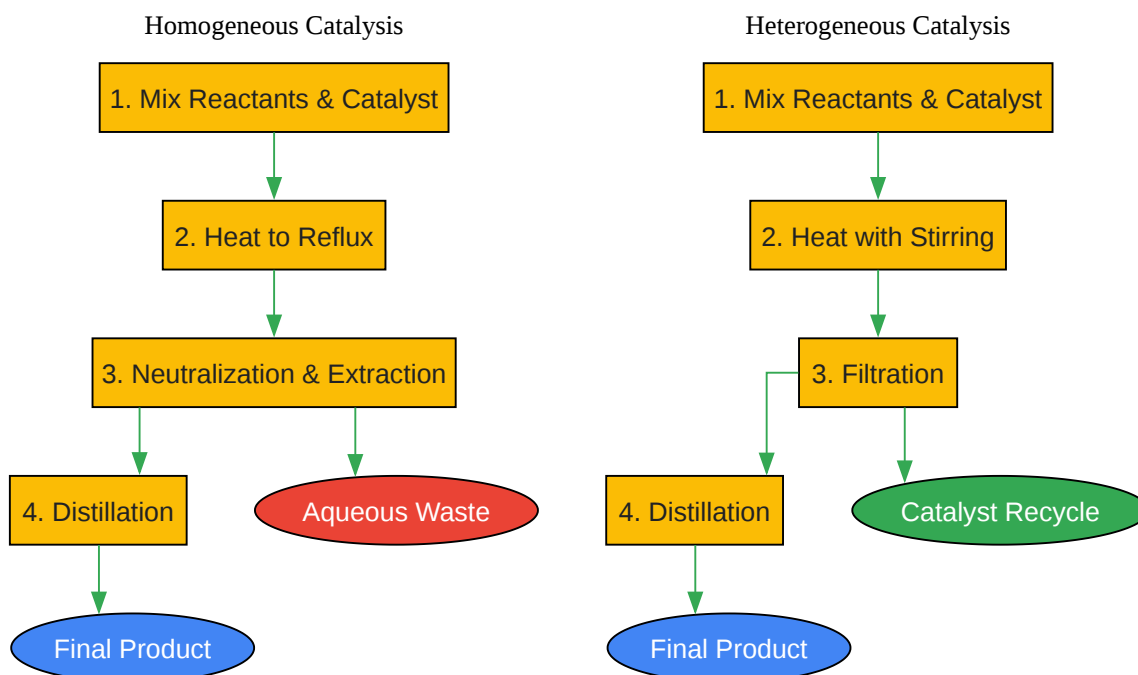 Homogeneous Catalysis
1. Mix Reactants & Catalyst
2. Heat to Reflux
3. Neutralization & Extraction
4. Distillation
Aqueous Waste
Final Product
Heterogeneous Catalysis
1. Mix Reactants & Catalyst
2. Heat with Stirring
3. Filtration
4. Distillation
Catalyst Recycle
Final Product